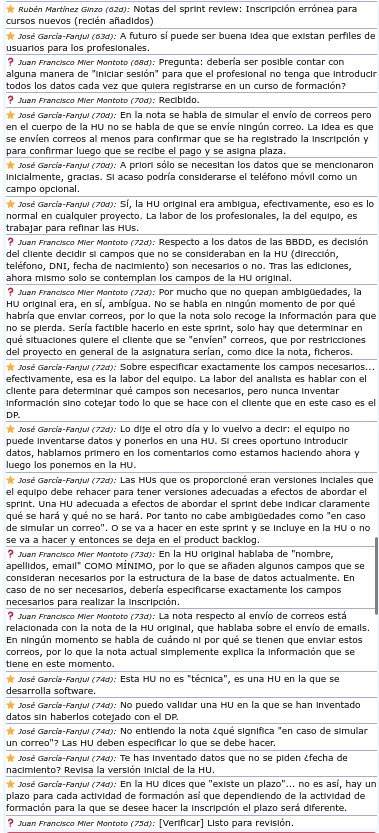 Rubén Martínez Ginzo (62d): Notas del sprint review: Inscripción errónea para
cursos nuevos (recién añadidos)
José García-Fanjul (63d): A futuro sí puede ser buena idea que existan perfiles de
usuarios para los profesionales.
Juan Francisco Mier Montoto (68d): Pregunta: debería ser posible contar con
alguna manera de "iniciar sesión" para que el profesional no tenga que introducir
todos los datos cada vez que quiera registrarse en un curso de formación?
Juan Francisco Mier Montoto (70d): Recibido.
José García-Fanjul (70d): En la nota se habla de simular el envío de correos pero
en el cuerpo de la HU no se habla de que se envíe ningún correo. La idea es que
se envíen correos al menos para confirmar que se ha registrado la inscripción y
para confirmar luego que se recibe el pago y se asigna plaza.
José García-Fanjul (70d): A priori sólo se necesitan los datos que se mencionaron
inicialmente, gracias. Si acaso podría considerarse el teléfono móvil como un
campo opcional.
José García-Fanjul (70d): Sí, la HU original era ambigua, efectivamente, eso es lo
normal en cualquier proyecto. La labor de los profesionales, la del equipo, es
trabajar para refinar las HUs.
Juan Francisco Mier Montoto (72d): Respecto a los datos de las BBDD, es decisión
del cliente decidir si campos que no se consideraban en la HU (dirección,
teléfono, DNI, fecha de nacimiento) son necesarios o no. Tras las ediciones,
ahora mismo solo se contemplan los campos de la HU original.
Juan Francisco Mier Montoto (72d): Por mucho que no quepan ambigüedades, la
HU original era, en sí, ambígua. No se habla en ningún momento de por qué
habría que enviar correos, por lo que la nota solo recoge la información para que
no se pierda. Sería factible hacerlo en este sprint, solo hay que determinar en
qué situaciones quiere el cliente que se "envíen" correos, que por restricciones
del proyecto en general de la asignatura serían, como dice la nota, ficheros.
José García-Fanjul (72d): Sobre especificar exactamente los campos necesarios...
efectivamente, esa es la labor del equipo. La labor del analista es hablar con el
cliente para determinar qué campos son necesarios, pero nunca inventar
información sino cotejar todo lo que se hace con el cliente que en este caso es el
DP.
José García-Fanjul (72d): Lo dije el otro día y lo vuelvo a decir: el equipo no
puede inventarse datos y ponerlos en una HU. Si crees oportuno introducir
datos, hablamos primero en los comentarios como estamos haciendo ahora y
luego los ponemos en la HU.
José García-Fanjul (72d): Las HUs que os proporcioné eran versiones iniciales que
el equipo debe rehacer para tener versiones adecuadas a efectos de abordar el
sprint. Una HU adecuada a efectos de abordar el sprint debe indicar claramente
qué se hará y qué no se hará. Por tanto no cabe ambigüedades como "en caso
de simular un correo". O se va a hacer en este sprint y se incluye en la HU o no
se va a hacer y entonces se deja en el product backlog.
Juan Francisco Mier Montoto (73d): En la HU original hablaba de "nombre,
apellidos, email" COMO MÍNIMO, por lo que se añaden algunos campos que se
consideran necesarios por la estructura de la base de datos actualmente. En
caso de no ser necesarios, debería especificarse exactamente los campos
necesarios para realizar la inscripción.
Juan Francisco Mier Montoto (73d): La nota respecto al envío de correos está
relacionada con la nota de la HU original, que hablaba sobre el envío de emails.
En ningún momento se habla de cuándo ni por qué se tienen que enviar estos
correos, por lo que la nota actual simplemente explica la información que se
tiene en este momento.
José García-Fanjul (74d): Esta HU no es "técnica", es una HU en la que se
desarrolla software.
José García-Fanjul (74d): No puedo validar una HU en la que se han inventado
datos sin haberlos cotejado con el DP.
José García-Fanjul (74d): No entiendo la nota ¿qué significa "en caso de simular
un correo"? Las HU deben especificar lo que se debe hacer.
José García-Fanjul (74d): Te has inventado datos que no se piden ¿fecha de
nacimiento? Revisa la versión inicial de la HU.
José García-Fanjul (74d): En la HU dices que "existe un plazo"... no es así, hay un
plazo para cada actividad de formación así que dependiendo de la actividad de
formación para la que se desee hacer la inscripción el plazo será diferente.
Juan Francisco Mier Montoto (75d): [Verificar] Listo para revisión.